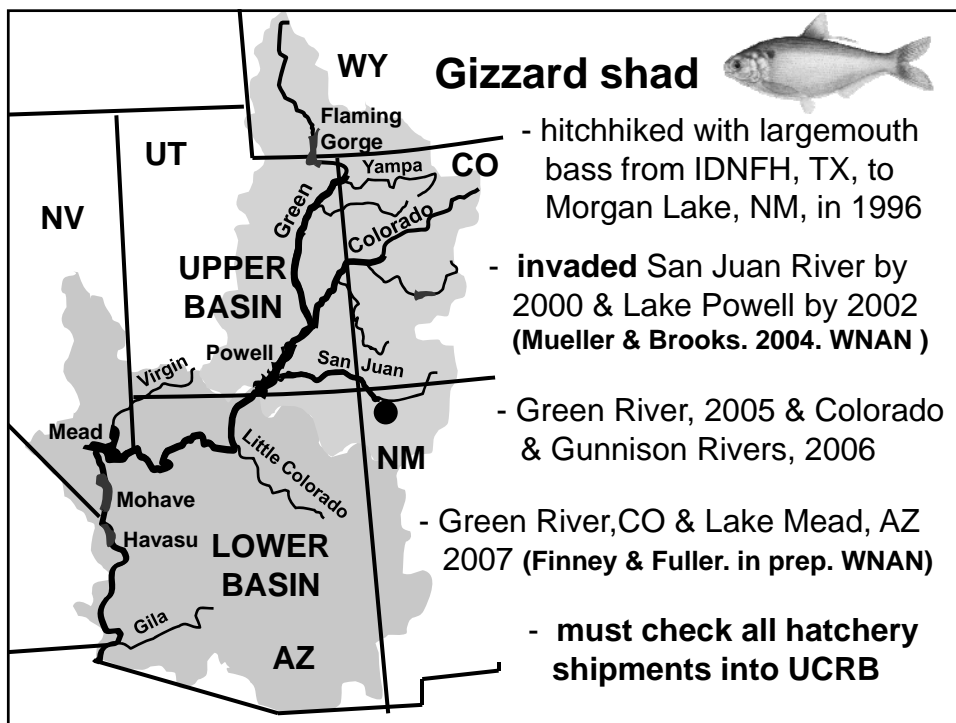 Gizzard shad
- hitchhiked with largemouth
bass from IDNFH, TX, to
Morgan Lake, NM, in 1996
- invaded San Juan River by
2000 & Lake Powell by 2002
(Mueller & Brooks. 2004. WNAN )
- Green River, 2005 & Colorado
& Gunnison Rivers, 2006
- Green River,CO & Lake Mead, AZ
2007 (Finney & Fuller. in prep. WNAN)
- must check all hatchery
shipments into UCRB
WY
Flaming
Gorge
UT
Yampa
CO
NV
Green
Colorado
UPPER
BASIN
Powell
San Juan
Virgin
Mead
NM
Little Colorado
Mohave
Havasu
LOWER
BASIN
Gila
AZ